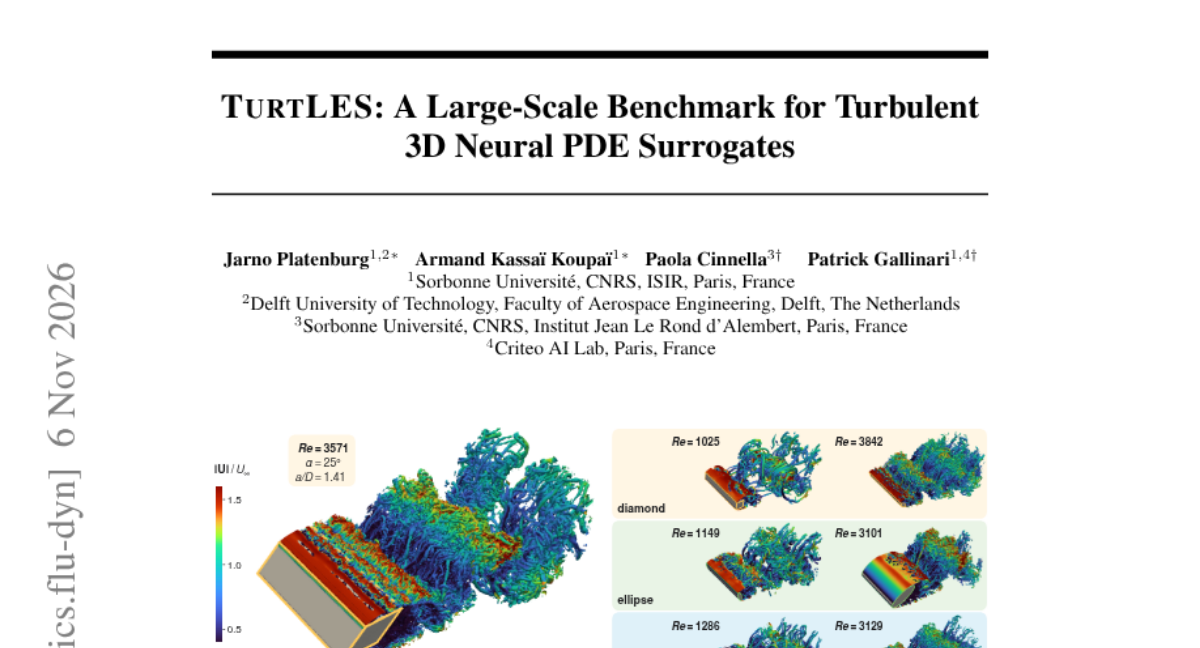 TURTLES: A Large-Scale Benchmark for Turbulent
3D Neural PDE Surrogates
Jarno Platenburg1,2* Armand Kassaï Koupaï1* Paola Cinnella3† Patrick Gallinari1,4†
1Sorbonne Université, CNRS, ISIR, Paris, France
2Delft University of Technology, Faculty of Aerospace Engineering, Delft, The Netherlands
3Sorbonne Université, CNRS, Institut Jean Le Rond d'Alembert, Paris, France
4Criteo AI Lab, Paris, France
ics.flu-dyn] 6 Nov 2026
|U| / U∞
1.5
1.0
0.5
Re = 3571
α = 25°
a/D = 1.41
Re = 1025
Re = 3842
diamond
Re = 1149
Re = 3101
ellipse
Re = 1286
Re = 3129